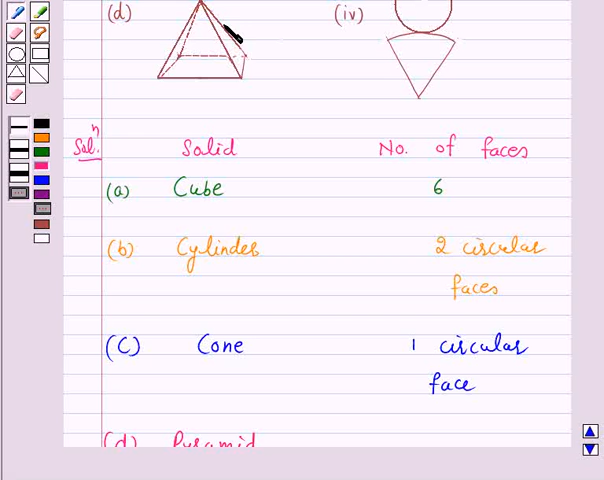 (d) (iv)
Solⁿ. Solid No. of faces
(a) Cube 6
(b) Cylinder 2 circular
faces
(C) Cone 1 circular
face
(d) Pyramid